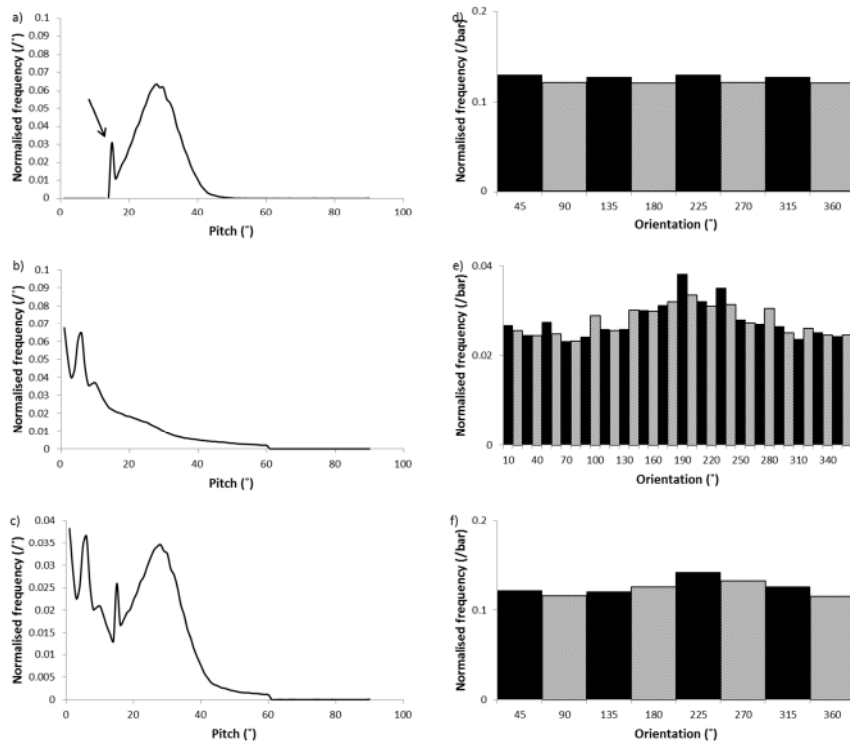 a)
Normalised frequency (/˚)
0.1
0.09
0.08
0.07
0.06
0.05
0.04
0.03
0.02
0.01
0
0 20 40 60 80 100
Pitch (˚)
d)
Normalised frequency (/bar)
0.2
0.1
0
45 90 135 180 225 270 315 360
Orientation (˚)
b)
Normalised frequency (/˚)
0.1
0.09
0.08
0.07
0.06
0.05
0.04
0.03
0.02
0.01
0
0 20 40 60 80 100
Pitch (˚)
e)
Normalised frequency (/bar)
0.04
0.02
0
10 40 70 100 130 160 190 220 250 280 310 340
Orientation (˚)
c)
Normalised frequency (/˚)
0.04
0.035
0.03
0.025
0.02
0.015
0.01
0.005
0
0 20 40 60 80 100
Pitch (˚)
f)
Normalised frequency (/bar)
0.2
0.1
0
45 90 135 180 225 270 315 360
Orientation (˚)